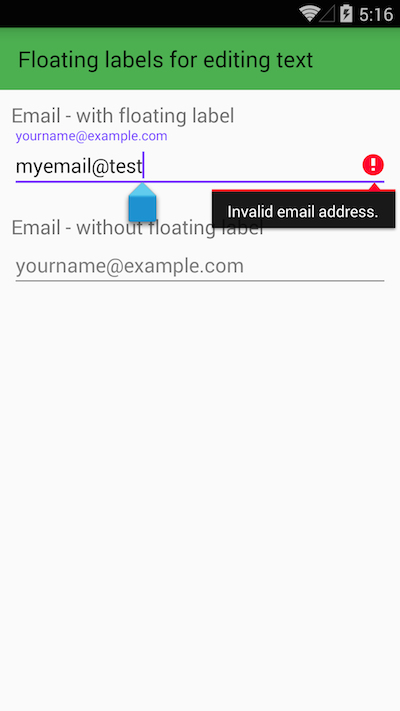 5:16
Floating labels for editing text
Email - with floating label
yourname@example.com
myemail@test
Invalid email address.
Email - without floating label
yourname@example.com